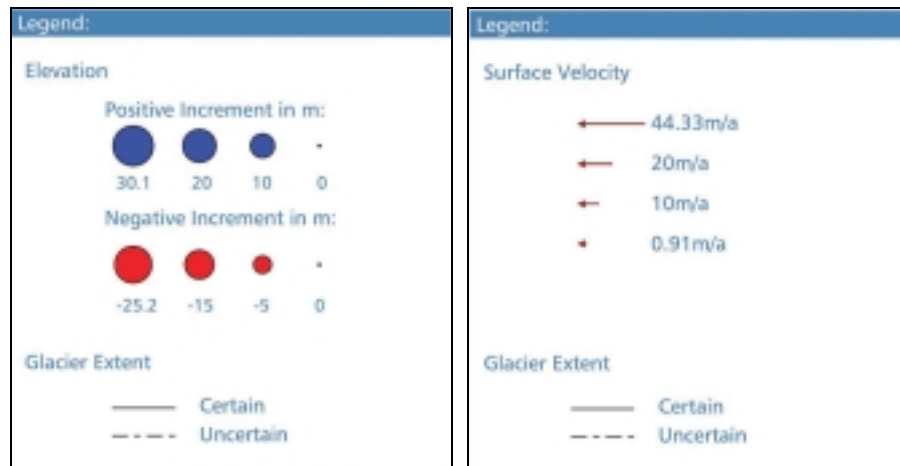 Legend:
Elevation
Positive Increment in m:
30.1 20 10 0
Negative Increment in m:
-25.2 -15 -5 0
Glacier Extent
Certain
Uncertain
Legend:
Surface Velocity
44.33m/a
20m/a
10m/a
0.91m/a
Glacier Extent
Certain
Uncertain